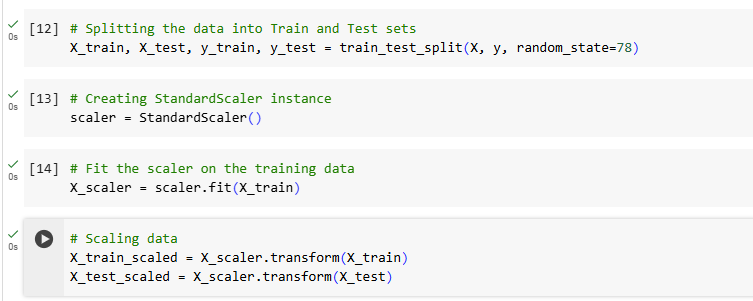 [12] # Splitting the data into Train and Test sets
X_train, X_test, y_train, y_test = train_test_split(X, y, random_state=78)
0s
[13] # Creating StandardScaler instance
scaler = StandardScaler()
0s
[14] # Fit the scaler on the training data
X_scaler = scaler.fit(X_train)
0s
# Scaling data
X_train_scaled = X_scaler.transform(X_train)
X_test_scaled = X_scaler.transform(X_test)
0s